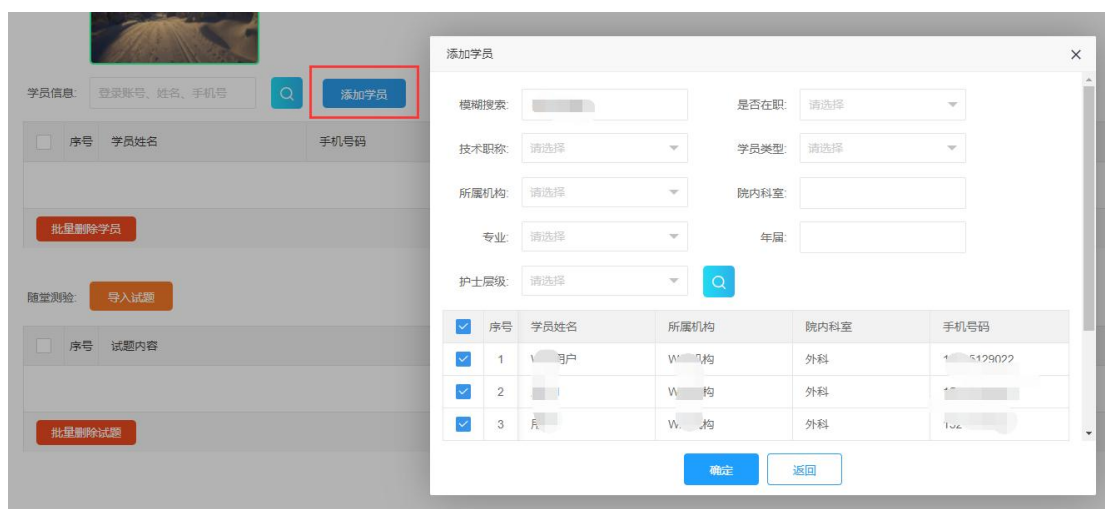 添加学员
学员信息: 登录账号、姓名、手机号 添加学员
模糊搜索: 是否在职: 请选择
序号 学员姓名 手机号码
技术职称: 请选择 学员类型: 请选择
所属机构: 请选择 院内科室:
批量删除学员
专业: 请选择 年届:
护士层级: 请选择
随堂测验: 导入试题
序号 学员姓名 所属机构 院内科室 手机号码
序号 试题内容
1 用户 机构 外科 5129022
2 构 外科
3 构 外科
批量删除试题
确定 返回